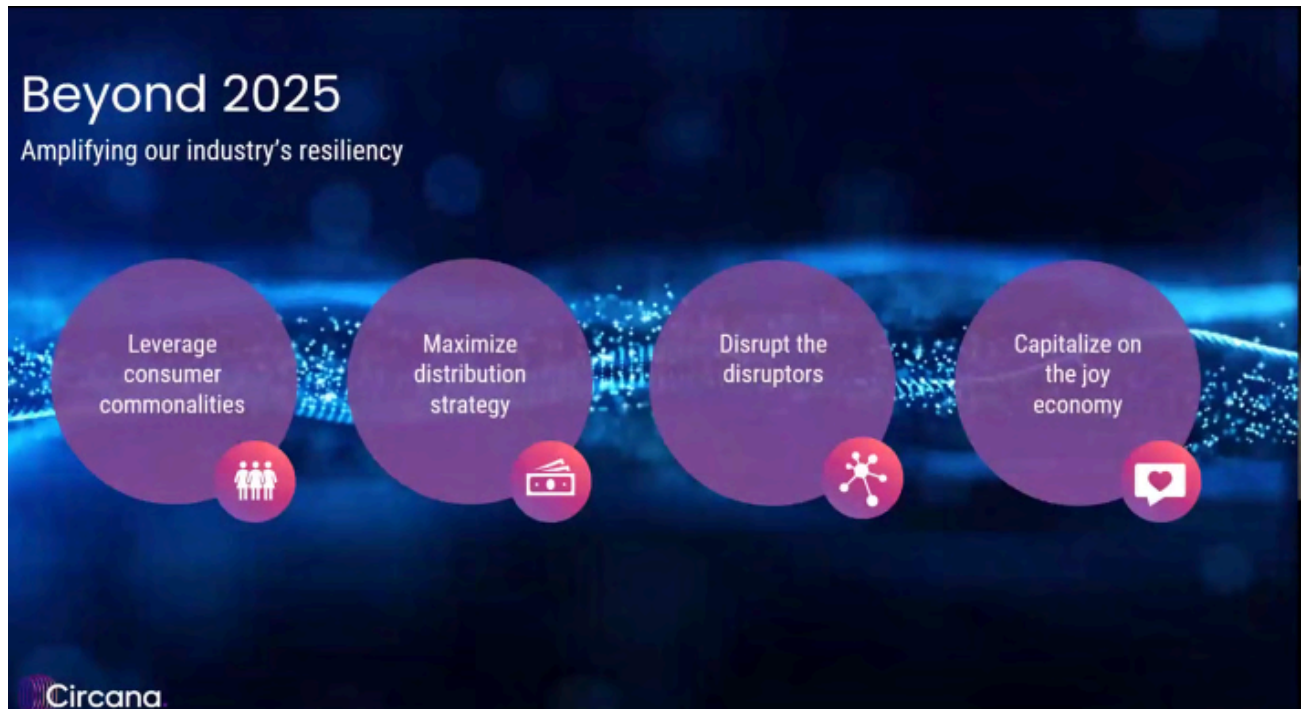 Beyond 2025
Amplifying our industry's resiliency
Leverage
consumer
commonalities
Maximize
distribution
strategy
Disrupt the
disruptors
Capitalize on
the joy
economy
Circana.